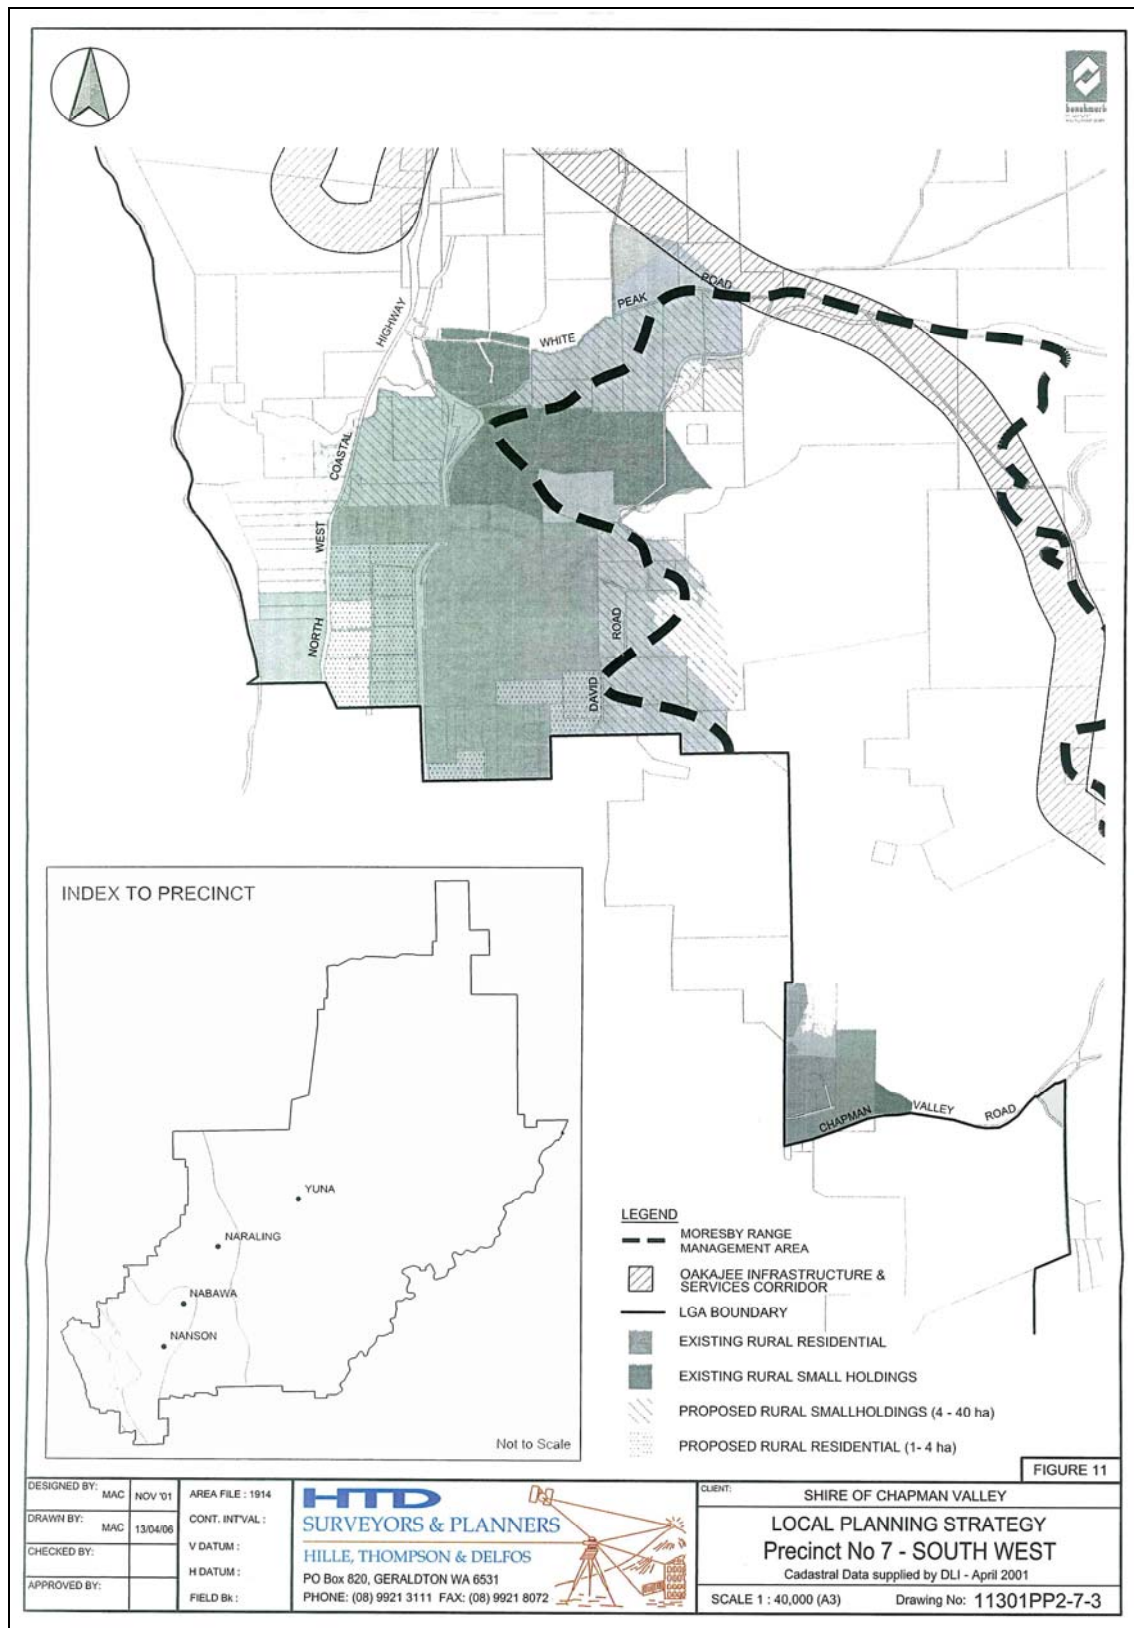 benchmark
HIGHWAY
COASTAL
WEST
NORTH
WHITE
PEAK
ROAD
ROAD
DAVID
CHAPMAN
VALLEY
ROAD
INDEX TO PRECINCT
YUNA
NARALING
NABAWA
NANSON
Not to Scale
LEGEND
MORESBY RANGE
MANAGEMENT AREA
OAKAJEE INFRASTRUCTURE &
SERVICES CORRIDOR
LGA BOUNDARY
EXISTING RURAL RESIDENTIAL
EXISTING RURAL SMALL HOLDINGS
PROPOSED RURAL SMALLHOLDINGS (4 - 40 ha)
PROPOSED RURAL RESIDENTIAL (1- 4 ha)
FIGURE 11
DESIGNED BY: MAC NOV '01
DRAWN BY: MAC 13/04/06
CHECKED BY:
APPROVED BY:
AREA FILE : 1914
CONT. INT'VAL :
V DATUM :
H DATUM :
FIELD Bk :
HTD
SURVEYORS & PLANNERS
HILLE, THOMPSON & DELFOS
PO Box 820, GERALDTON WA 6531
PHONE: (08) 9921 3111 FAX: (08) 9921 8072
CLIENT: SHIRE OF CHAPMAN VALLEY
LOCAL PLANNING STRATEGY
Precinct No 7 - SOUTH WEST
Cadastral Data supplied by DLI - April 2001
SCALE 1 : 40,000 (A3) Drawing No: 11301PP2-7-3